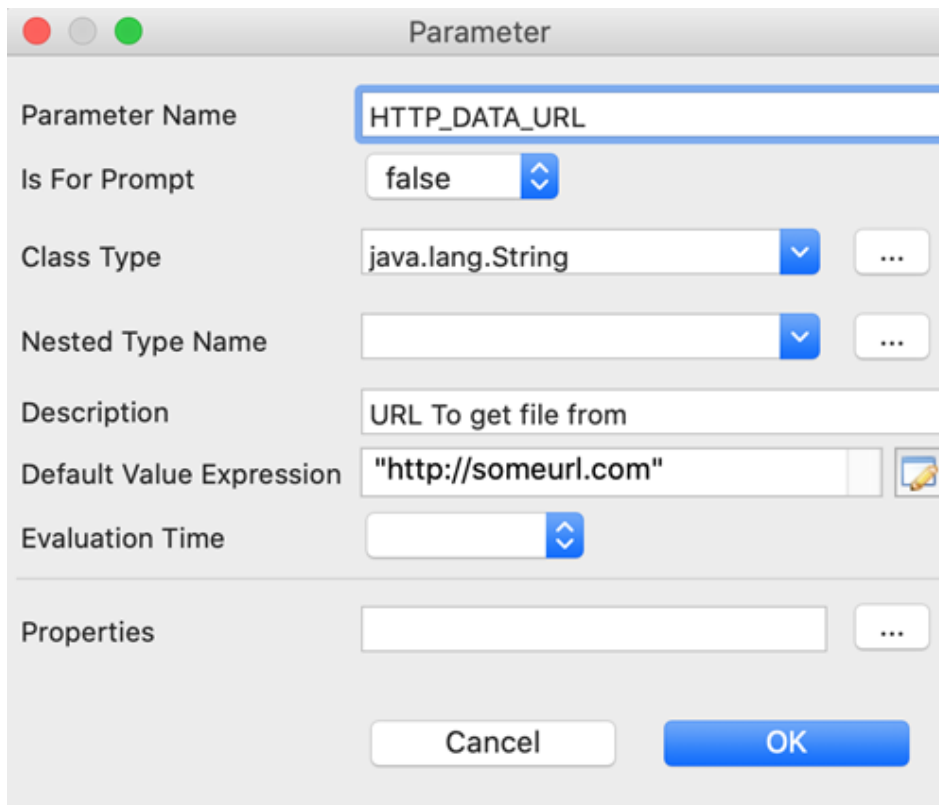 Parameter
Parameter Name HTTP_DATA_URL
Is For Prompt false
Class Type java.lang.String ...
Nested Type Name ...
Description URL To get file from
Default Value Expression "http://someurl.com"
Evaluation Time
Properties ...
Cancel OK